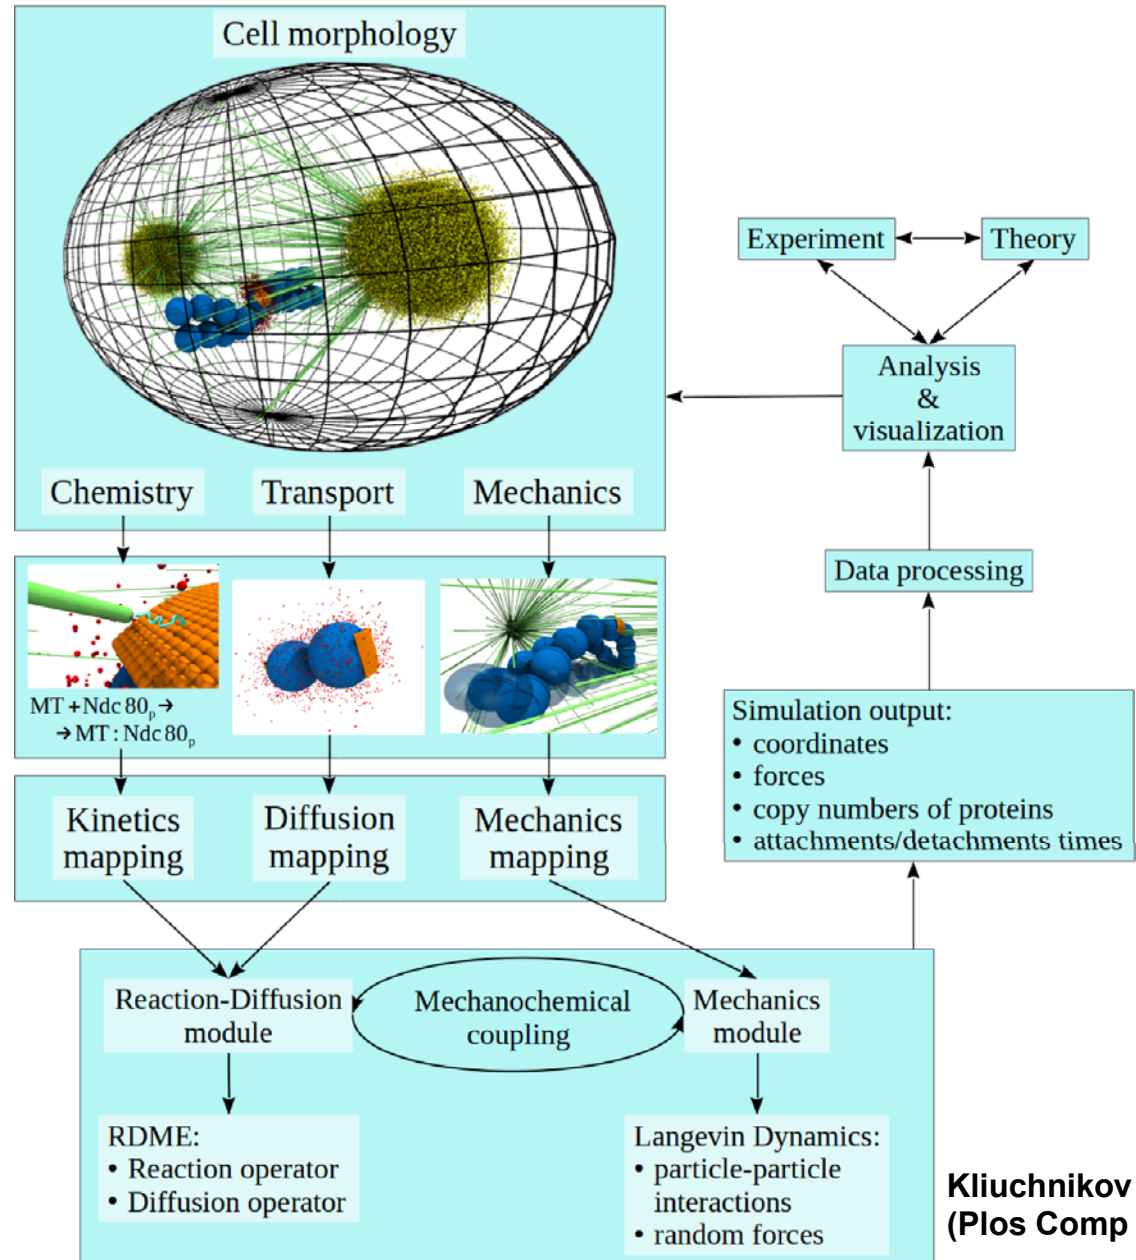 Cell morphology
Chemistry
Transport
Mechanics
MT + Ndc 80p →
→ MT : Ndc 80p
Kinetics
mapping
Diffusion
mapping
Mechanics
mapping
Reaction-Diffusion
module
Mechanochemical
coupling
Mechanics
module
RDME:
• Reaction operator
• Diffusion operator
Langevin Dynamics:
• particle-particle
interactions
• random forces
Experiment
Theory
Analysis
&
visualization
Data processing
Simulation output:
• coordinates
• forces
• copy numbers of proteins
• attachments/detachments times
Kliuchnikov
(Plos Comp